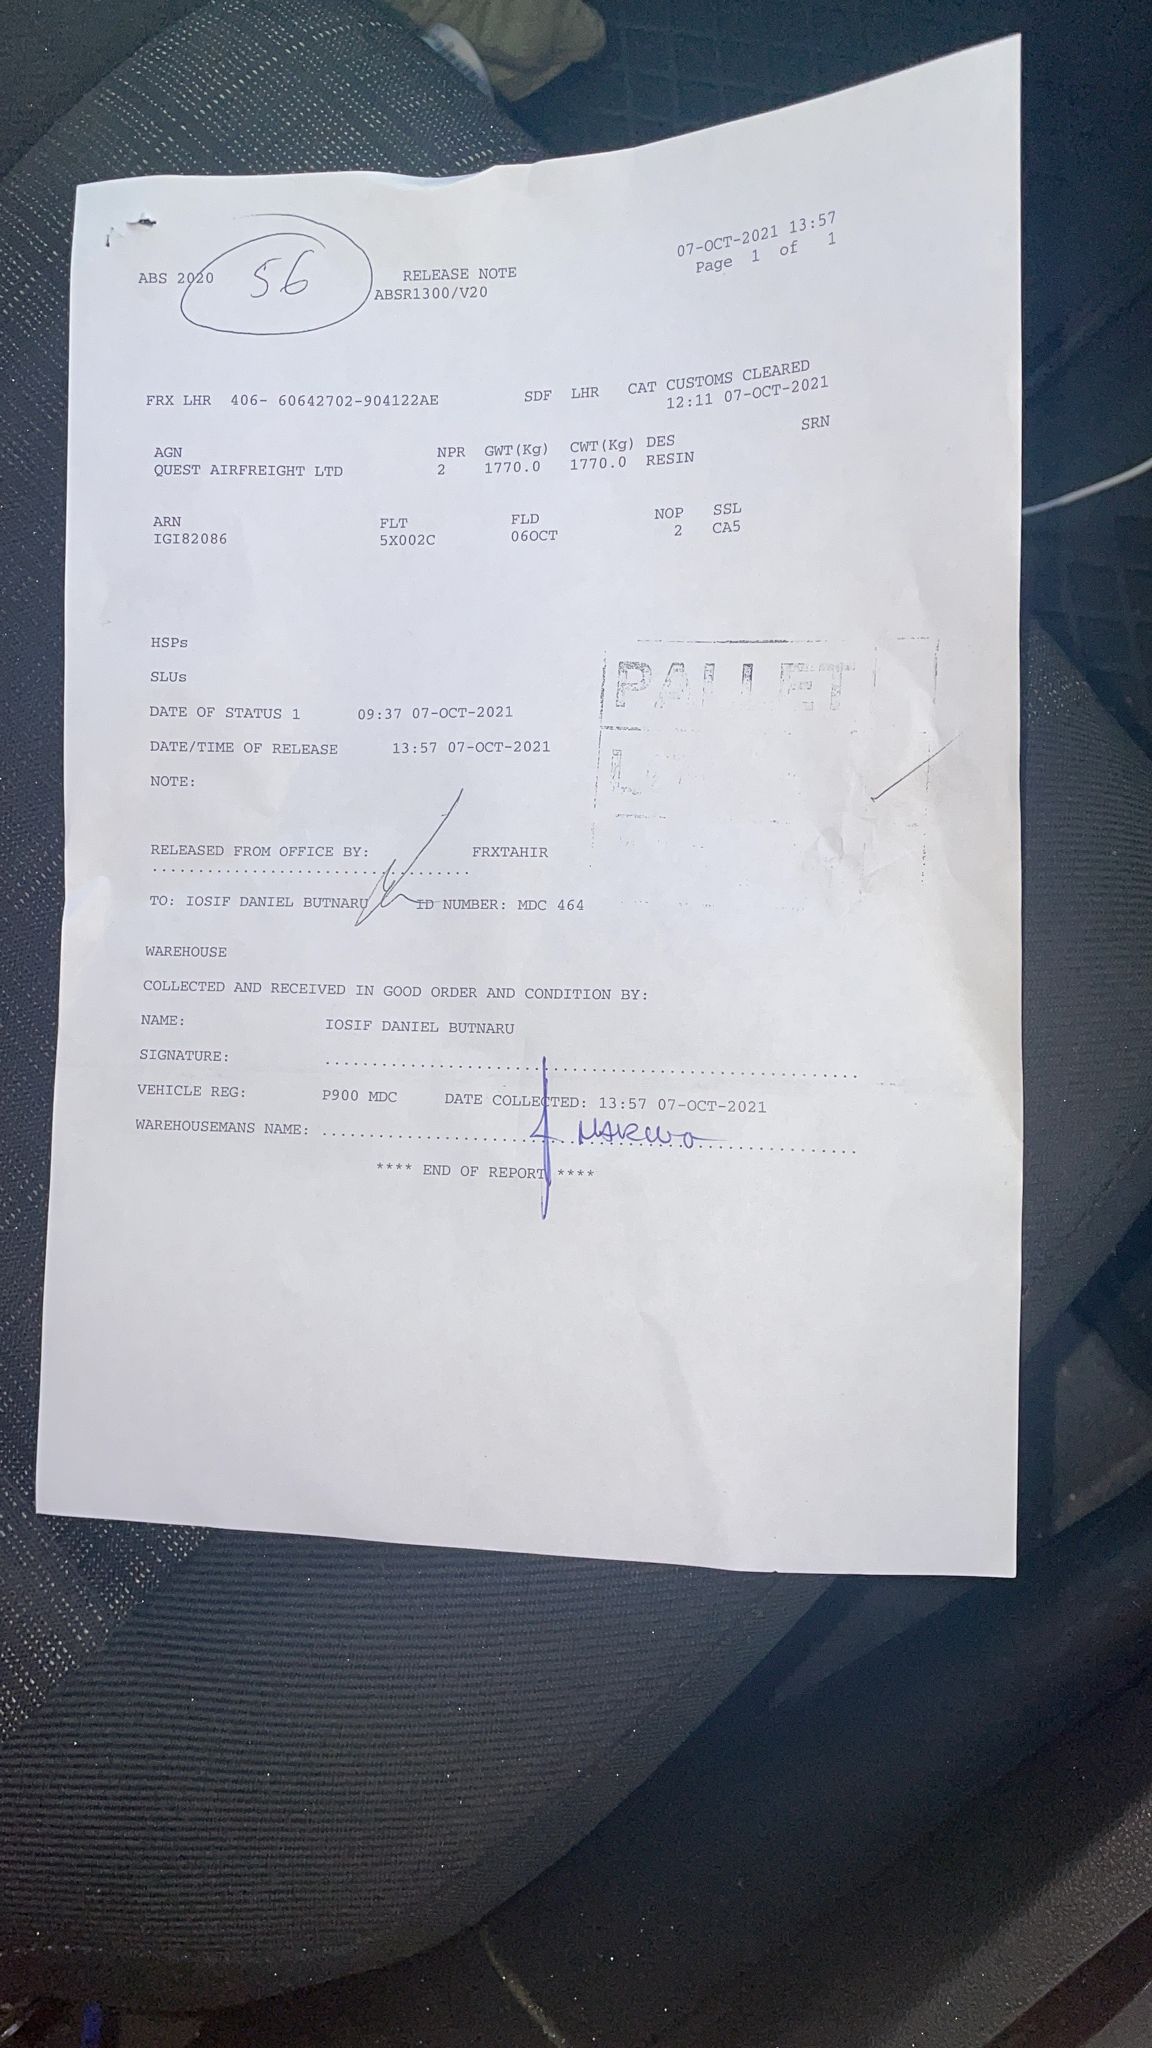 07-OCT-2021 13:57
Page 1 of 1
ABS 2020 56 RELEASE NOTE
ABSR1300/V20
FRX LHR 406- 60642702-904122AE SDF LHR CAT CUSTOMS CLEARED
12:11 07-OCT-2021
SRN
AGN NPR GWT(Kg) CWT(Kg) DES
QUEST AIRFREIGHT LTD 2 1770.0 1770.0 RESIN
ARN FLT FLD NOP SSL
IGI82086 5X002C 06OCT 2 CA5
HSPs
SLUs
PALLET
DATE OF STATUS 1 09:37 07-OCT-2021
DATE/TIME OF RELEASE 13:57 07-OCT-2021
NOTE:
RELEASED FROM OFFICE BY: FRXTAHIR
TO: IOSIF DANIEL BUTNARU ID NUMBER: MDC 464
WAREHOUSE
COLLECTED AND RECEIVED IN GOOD ORDER AND CONDITION BY:
NAME: IOSIF DANIEL BUTNARU
SIGNATURE:
VEHICLE REG: P900 MDC DATE COLLECTED: 13:57 07-OCT-2021
WAREHOUSEMANS NAME:
**** END OF REPORT ****